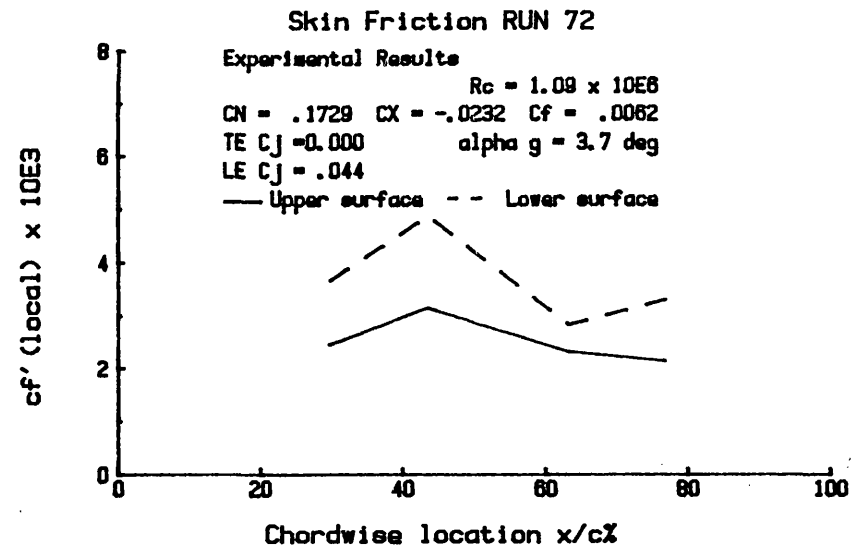 Skin Friction RUN 72
Experimental Results
Rc = 1.09 x 10E6
CN = .1729 CX = -.0232 Cf = .0062
TE Cj =0.000 alpha g = 3.7 deg
LE Cj = .044
Upper surface Lower surface
cf'(local) x 10E3
8
6
4
2
0
0 20 40 60 80 100
Chordwise location x/c%